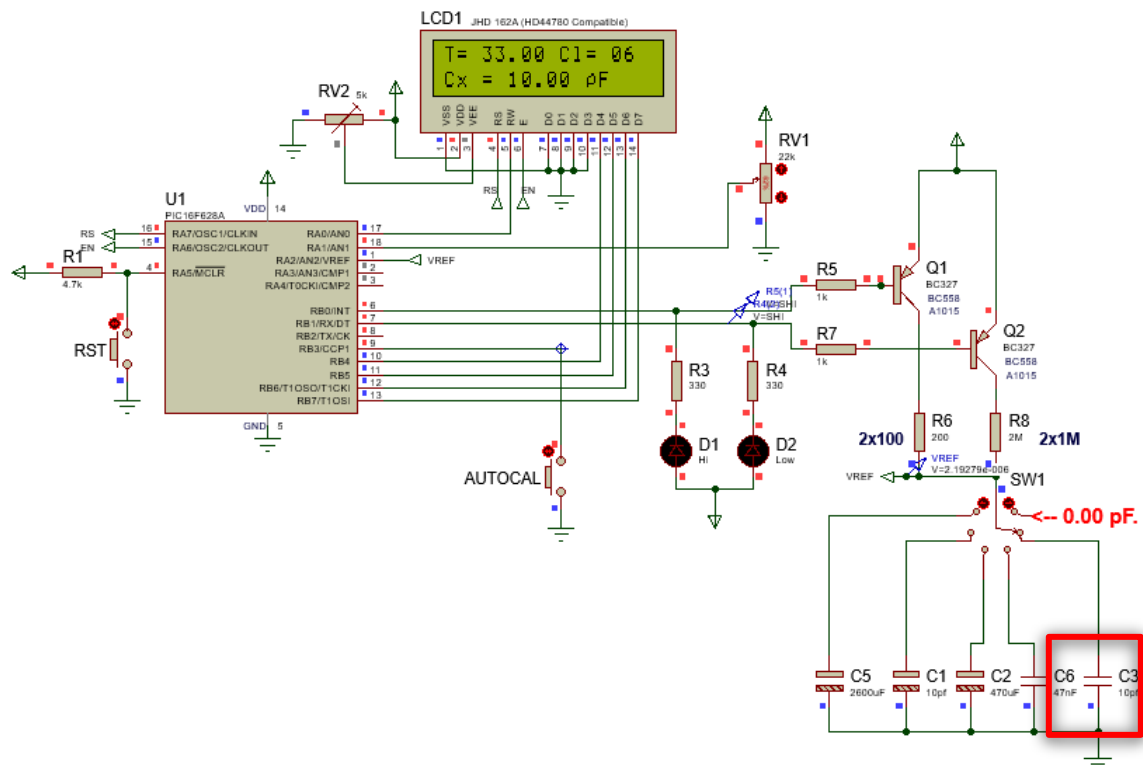 LCD1 JHD 162A (HD44780 Compatible)
T= 33.00 Cl= 06
Cx = 10.00 pF
VSS VDD VEE RS RW E D0 D1 D2 D3 D4 D5 D6 D7
1 2 3 4 5 6 7 8 9 10 11 12 13 14
RV2 5k
RS EN
RV1
22k
U1
PIC16F628A
VDD 14
RS 16 RA7/OSC1/CLKIN RA0/AN0 17
EN 15 RA6/OSC2/CLKOUT RA1/AN1 18
RA2/AN2/VREF 1 VREF
R1
4.7k
4 RA5/MCLR RA3/AN3/CMP1 2
RA4/T0CKI/CMP2 3
RB0/INT 6
RB1/RX/DT 7
RB2/TX/CK 8
RB3/CCP1 9
RB4 10
RB5 11
RB6/T1OSO/T1CKI 12
RB7/T1OSI 13
GND 5
RST
AUTOCAL
R5(1)
V=SHI
R5
1k
R7
1k
Q1
BC327
BC558
A1015
Q2
BC327
BC558
A1015
R3
330
R4
330
D1
Hi
D2
Low
2x100
R6
200
R8
2M
2x1M
VREF
V=2.19279e-006
VREF
SW1
<-- 0.00 pF.
C5
2600uF
C1
10pf
C2
470uF
C6
47nF
C3
10pf